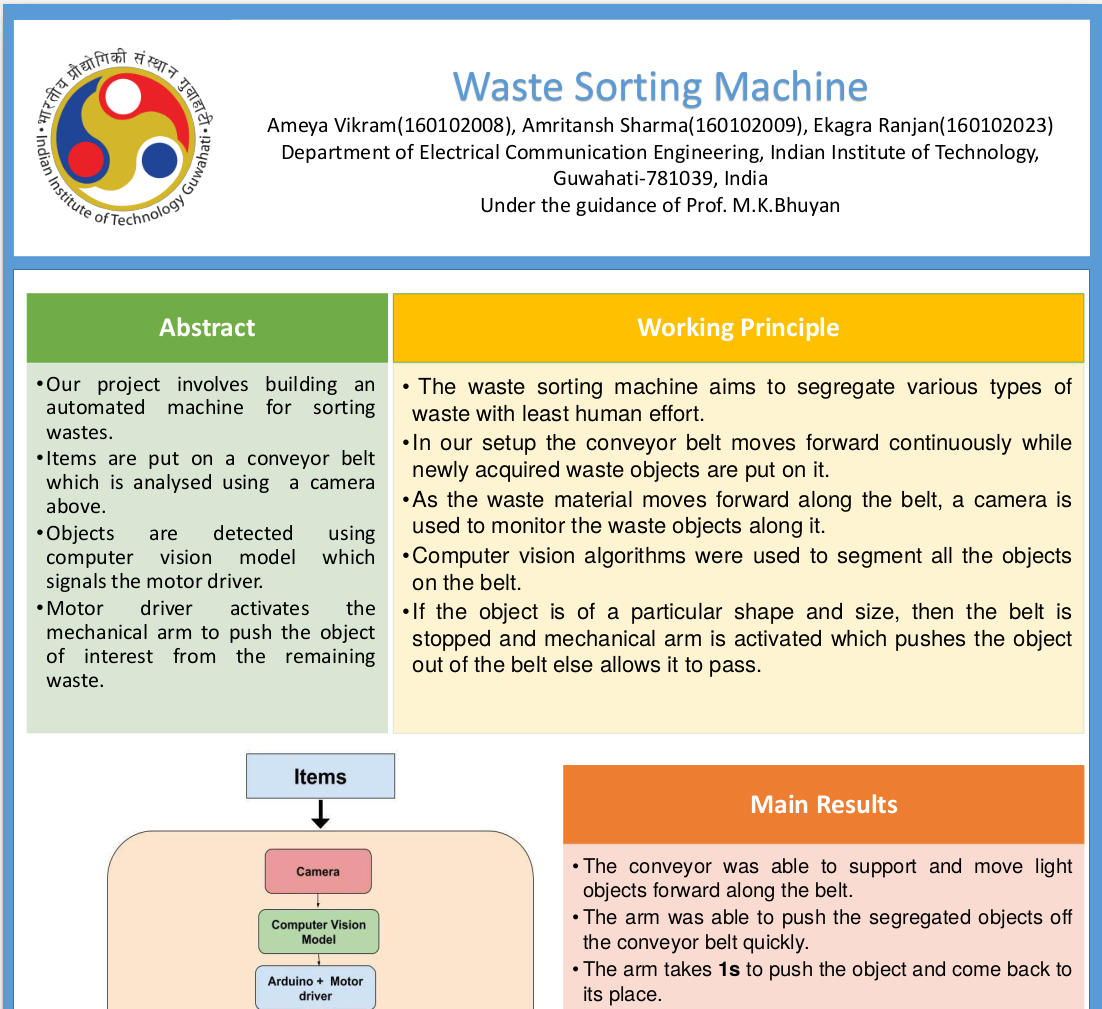 भारतीय प्रौद्योगिकी संस्थान गुवाहाटी
Indian Institute of Technology Guwahati
Waste Sorting Machine
Ameya Vikram(160102008), Amritansh Sharma(160102009), Ekagra Ranjan(160102023)
Department of Electrical Communication Engineering, Indian Institute of Technology,
Guwahati-781039, India
Under the guidance of Prof. M.K.Bhuyan
Abstract
•Our project involves building an
automated machine for sorting
wastes.
•Items are put on a conveyor belt
which is analysed using a camera
above.
•Objects are detected using
computer vision model which
signals the motor driver.
•Motor driver activates the
mechanical arm to push the object
of interest from the remaining
waste.
Working Principle
• The waste sorting machine aims to segregate various types of
waste with least human effort.
•In our setup the conveyor belt moves forward continuously while
newly acquired waste objects are put on it.
•As the waste material moves forward along the belt, a camera is
used to monitor the waste objects along it.
•Computer vision algorithms were used to segment all the objects
on the belt.
•If the object is of a particular shape and size, then the belt is
stopped and mechanical arm is activated which pushes the object
out of the belt else allows it to pass.
Items
Camera
Computer Vision
Model
Arduino + Motor
driver
Main Results
•The conveyor was able to support and move light
objects forward along the belt.
•The arm was able to push the segregated objects off
the conveyor belt quickly.
•The arm takes 1s to push the object and come back to
its place.